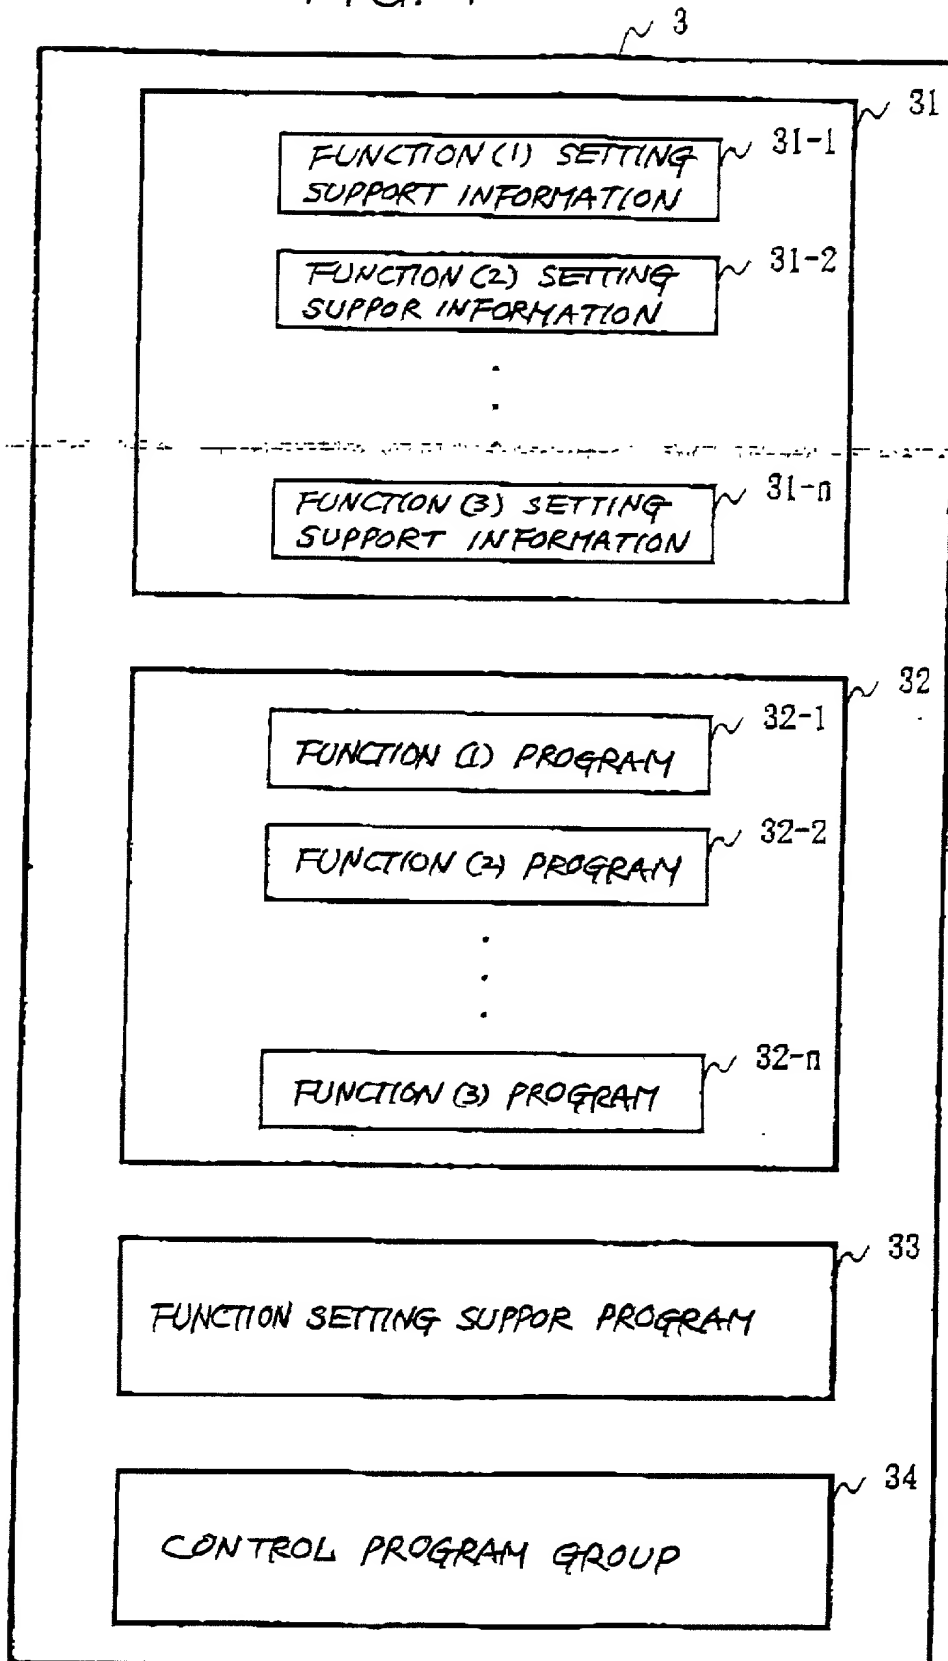 3
31
FUNCTION (1) SETTING
SUPPORT INFORMATION
31-1
FUNCTION (2) SETTING
SUPPOR INFORMATION
31-2
FUNCTION (3) SETTING
SUPPORT INFORMATION
31-n
32
FUNCTION (1) PROGRAM
32-1
FUNCTION (2) PROGRAM
32-2
FUNCTION (3) PROGRAM
32-n
FUNCTION SETTING SUPPOR PROGRAM
33
CONTROL PROGRAM GROUP
34